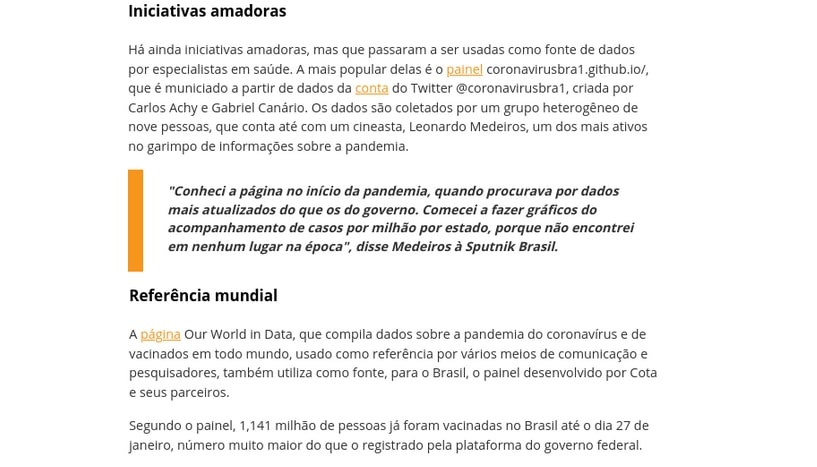 Iniciativas amadoras
Há ainda iniciativas amadoras, mas que passaram a ser usadas como fonte de dados
por especialistas em saúde. A mais popular delas é o painel coronavirusbra1.github.io/,
que é municiado a partir de dados da conta do Twitter @coronavirusbra1, criada por
Carlos Achy e Gabriel Canário. Os dados são coletados por um grupo heterogêneo de
nove pessoas, que conta até com um cineasta, Leonardo Medeiros, um dos mais ativos
no garimpo de informações sobre a pandemia.
"Conheci a página no início da pandemia, quando procurava por dados
mais atualizados do que os do governo. Comecei a fazer gráficos do
acompanhamento de casos por milhão por estado, porque não encontrei
em nenhum lugar na época", disse Medeiros à Sputnik Brasil.
Referência mundial
A página Our World in Data, que compila dados sobre a pandemia do coronavírus e de
vacinados em todo mundo, usado como referência por vários meios de comunicação e
pesquisadores, também utiliza como fonte, para o Brasil, o painel desenvolvido por Cota
e seus parceiros.
Segundo o painel, 1,141 milhão de pessoas já foram vacinadas no Brasil até o dia 27 de
janeiro, número muito maior do que o registrado pela plataforma do governo federal.